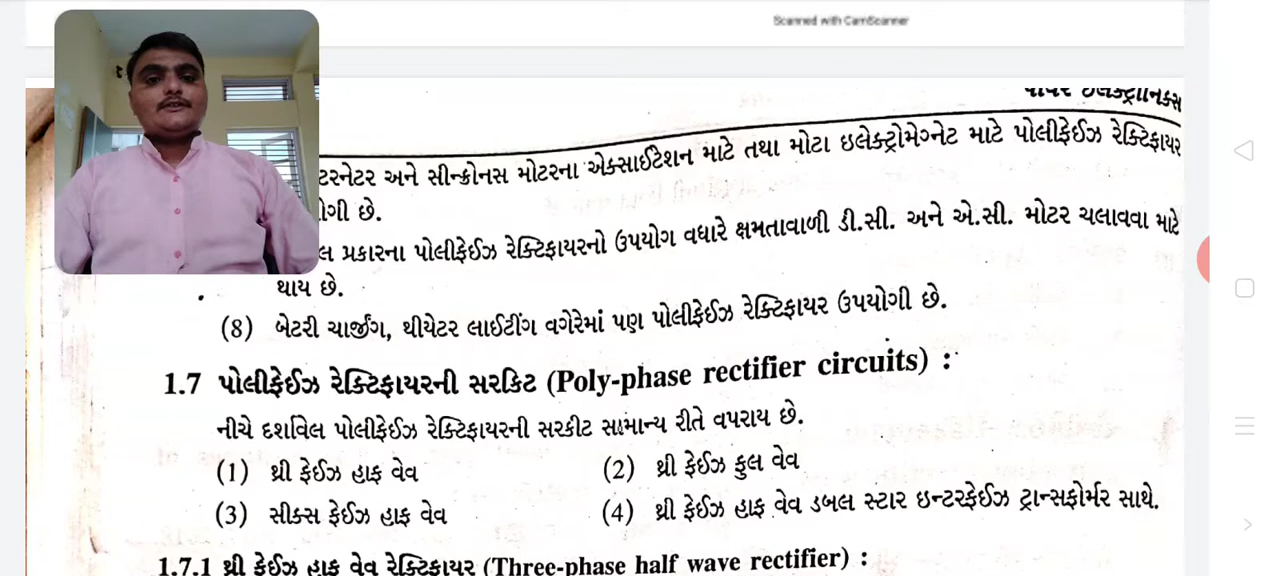 Scanned with CamScanner
પાવર ઇલેક્ટ્રોનિક્સ
ટરનેટર અને સીન્ક્રોનસ મોટરના એક્સાઈટેશન માટે તથા મોટા ઇલેક્ટ્રોમેગ્નેટ માટે પોલીફેઈઝ રેક્ટિફાયર
ોગી છે.
લ પ્રકારના પોલીફેઈઝ રેક્ટિફાયરનો ઉપયોગ વધારે ક્ષમતાવાળી ડી.સી. અને એ.સી. મોટર ચલાવવા માટે
થાય છે.
(8) બેટરી ચાર્જીંગ, થીયેટર લાઈટીંગ વગેરેમાં પણ પોલીફેઈઝ રેક્ટિફાયર ઉપયોગી છે.
1.7 પોલીફેઈઝ રેક્ટિફાયરની સરકિટ (Poly-phase rectifier circuits) :
નીચે દર્શાવેલ પોલીફેઈઝ રેક્ટિફાયરની સરકીટ સામાન્ય રીતે વપરાય છે.
(1) થ્રી ફેઈઝ હાફ વેવ (2) થ્રી ફેઈઝ ફુલ વેવ
(3) સીક્સ ફેઈઝ હાફ વેવ (4) થ્રી ફેઈઝ હાફ વેવ ડબલ સ્ટાર ઇન્ટરફેઈઝ ટ્રાન્સફોર્મર સાથે.
1.7.1 થ્રી ફેઈઝ હાફ વેવ રેક્ટિફાયર (Three-phase half wave rectifier) :